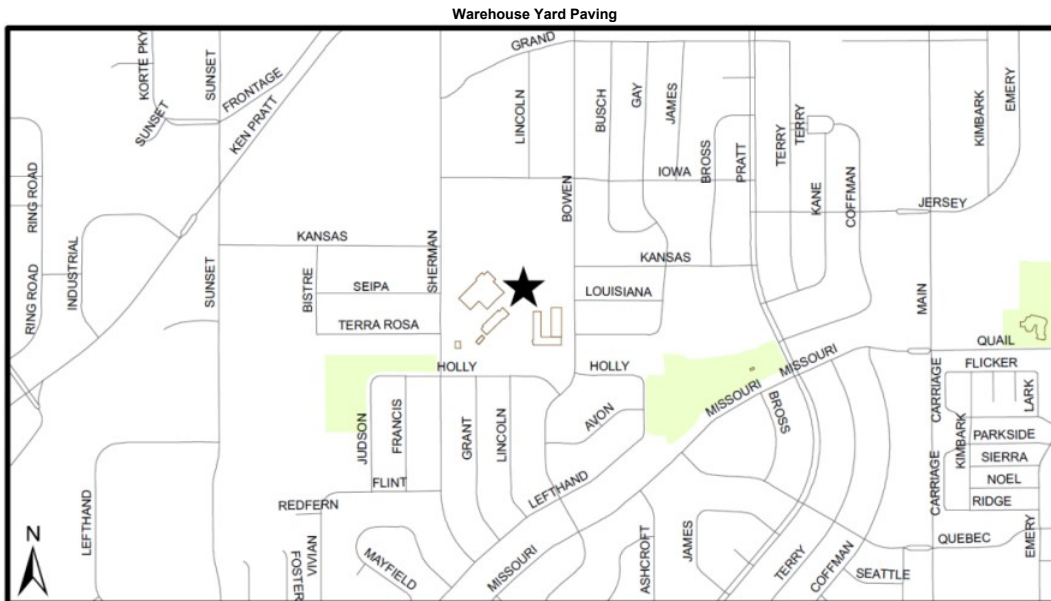 Warehouse Yard Paving
KORTE PKY
SUNSET
FRONTAGE
SUNSET
KEN PRATT
GRAND
LINCOLN
BUSCH
GAY
JAMES
BROSS
PRATT
TERRY
TERRY
KIMBARK
EMERY
RING ROAD
IOWA
BOWEN
KANE
COFFMAN
JERSEY
RING ROAD
INDUSTRIAL
SUNSET
KANSAS
SHERMAN
KANSAS
BISTRE
SEIPA
LOUISIANA
MAIN
TERRA ROSA
HOLLY
HOLLY
MISSOURI
MISSOURI
QUAIL
FLICKER
CARRIAGE
LARK
KIMBARK
JUDSON
FRANCIS
GRANT
LINCOLN
AVON
BROSS
PARKSIDE
SIERRA
NOEL
RIDGE
CARRIAGE
FLINT
LEFTHAND
REDFERN
LEFTHAND
N
VIVIAN
FOSTER
MAYFIELD
MISSOURI
ASHCROFT
JAMES
TERRY
COFFMAN
SEATTLE
QUEBEC
EMERY